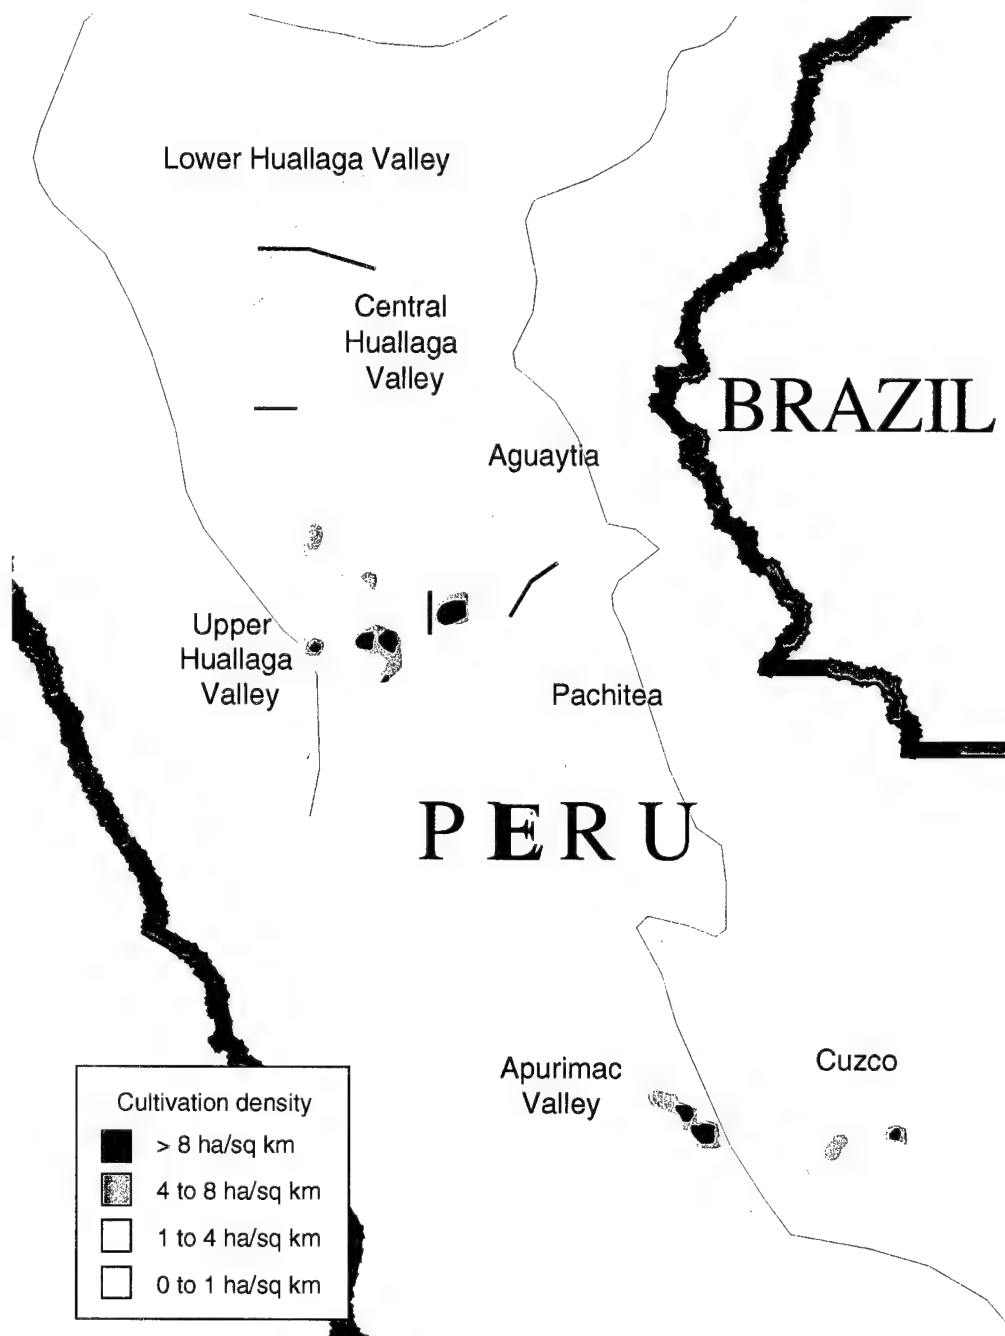 Lower Huallaga Valley
Central
Huallaga
Valley
BRAZIL
Aguaytia
Upper
Huallaga
Valley
Pachitea
PERU
Apurimac
Valley
Cuzco
Cultivation density
> 8 ha/sq km
4 to 8 ha/sq km
1 to 4 ha/sq km
0 to 1 ha/sq km